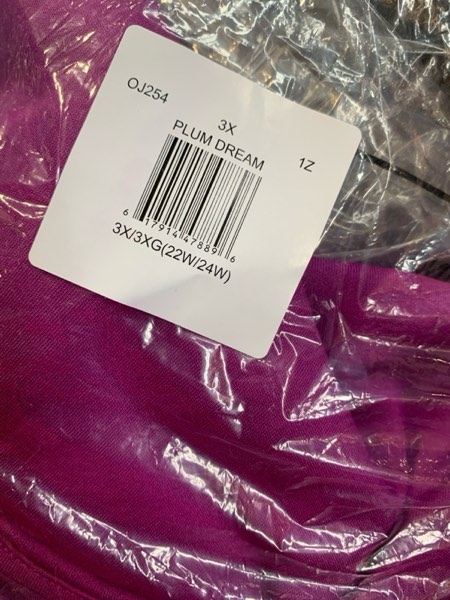 OJ254
3X
1Z
PLUM DREAM
6 17914 47889 6
3X/3XG(22W/24W)